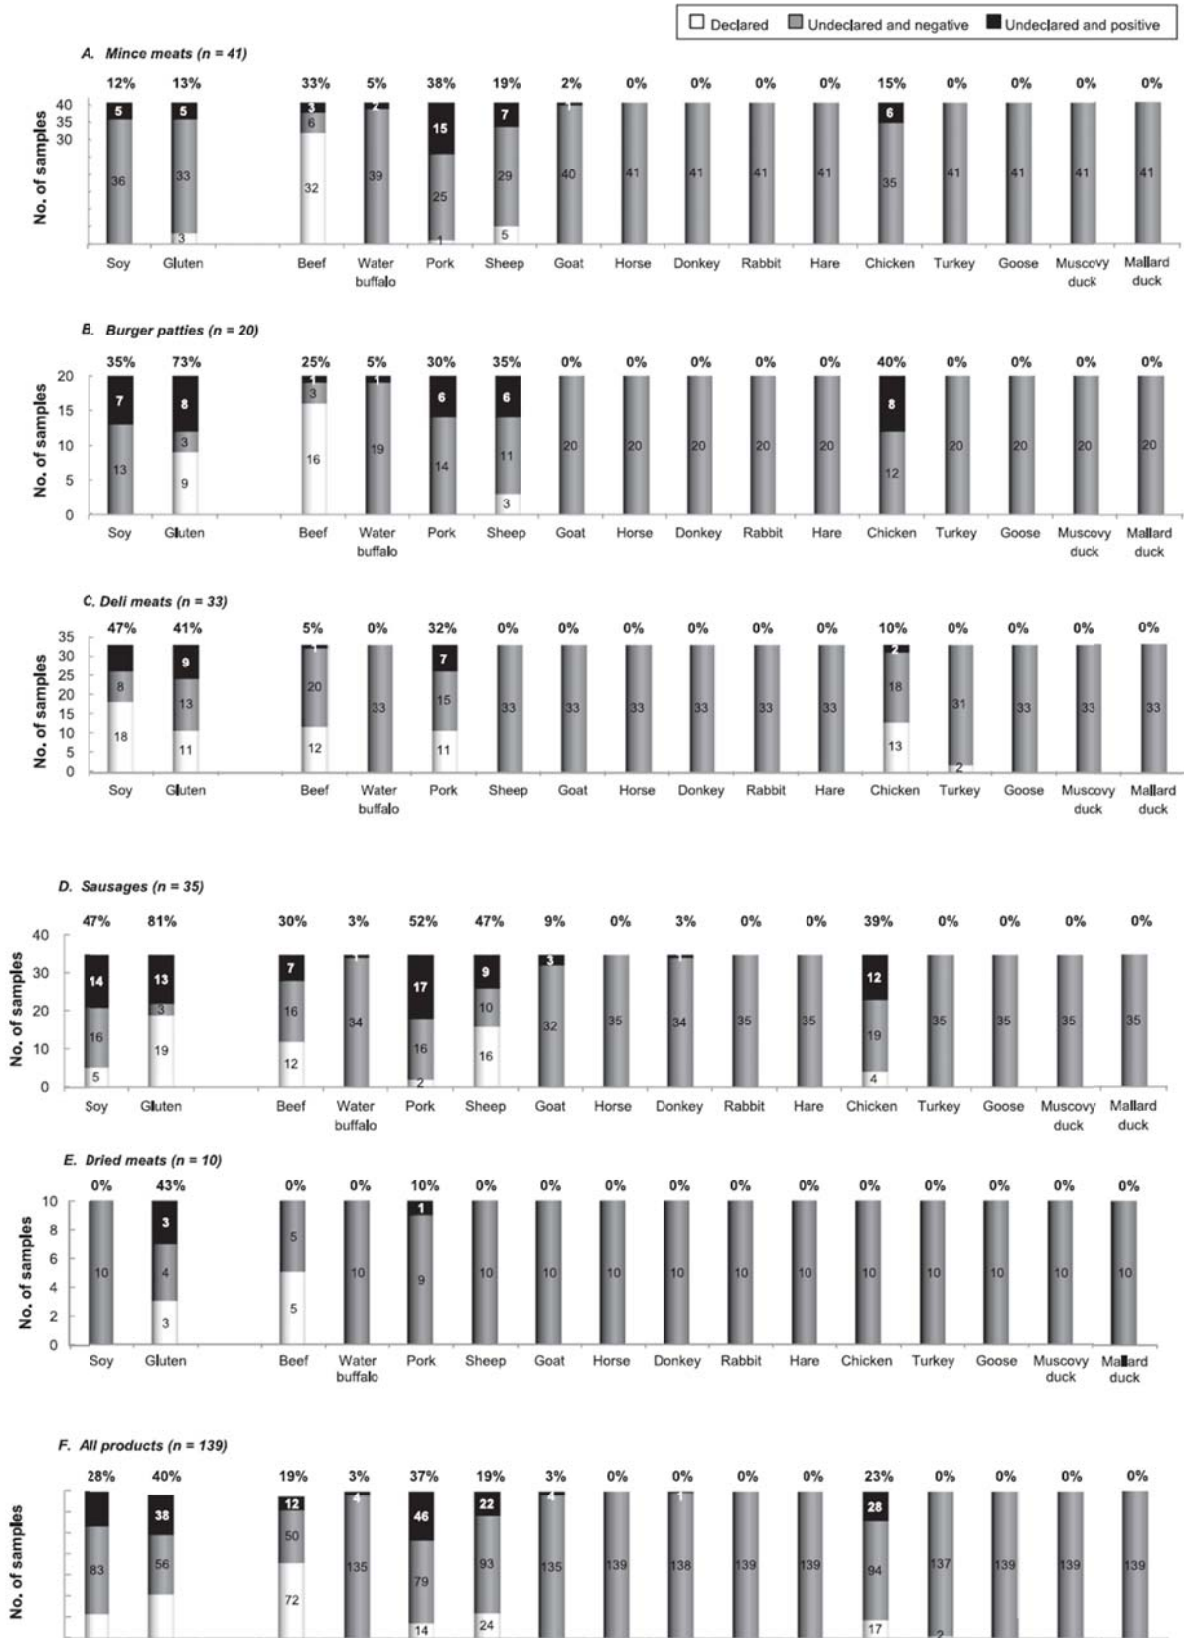 Declared Undeclared and negative Undeclared and positive
A. Mince meats (n = 41)
12% 13% 33% 5% 38% 19% 2% 0% 0% 0% 0% 15% 0% 0% 0% 0%
No. of samples
40
30
5 5 3 2 15 7 1 6
36 33 6 39 25 29 40 41 41 41 41 35 41 41 41 41
3 32 1 5
Soy Gluten Beef Water buffalo Pork Sheep Goat Horse Donkey Rabbit Hare Chicken Turkey Goose Muscovy duck Mallard duck
B. Burger patties (n = 20)
35% 73% 25% 5% 30% 35% 0% 0% 0% 0% 0% 40% 0% 0% 0% 0%
No. of samples
20
15
10
5
0
7 8 1 1 6 6 8
13 3 3 19 14 11 20 20 20 20 20 12 20 20 20 20
9 16 3
Soy Gluten Beef Water buffalo Pork Sheep Goat Horse Donkey Rabbit Hare Chicken Turkey Goose Muscovy duck Mallard duck
C. Deli meats (n = 33)
47% 41% 5% 0% 32% 0% 0% 0% 0% 0% 0% 10% 0% 0% 0% 0%
No. of samples
35
30
25
20
15
10
5
0
9 1 7 2
8 13 20 33 15 33 33 33 33 33 33 18 31 33 33 33
18 11 12 11 13 2
Soy Gluten Beef Water buffalo Pork Sheep Goat Horse Donkey Rabbit Hare Chicken Turkey Goose Muscovy duck Mallard duck
D. Sausages (n = 35)
47% 81% 30% 3% 52% 47% 9% 0% 3% 0% 0% 39% 0% 0% 0% 0%
No. of samples
40
30
20
10
0
14 13 7 1 17 9 3 1 12
16 3 16 34 16 10 32 35 34 35 35 19 35 35 35 35
5 19 12 2 16 4
Soy Gluten Beef Water buffalo Pork Sheep Goat Horse Donkey Rabbit Hare Chicken Turkey Goose Muscovy duck Mallard duck
E. Dried meats (n = 10)
0% 43% 0% 0% 10% 0% 0% 0% 0% 0% 0% 0% 0% 0% 0% 0%
No. of samples
10
8
6
4
2
0
3 1
10 4 5 10 9 10 10 10 10 10 10 10 10 10 10 10
3 5
Soy Gluten Beef Water buffalo Pork Sheep Goat Horse Donkey Rabbit Hare Chicken Turkey Goose Muscovy duck Mallard duck
F. All products (n = 139)
28% 40% 19% 3% 37% 19% 3% 0% 0% 0% 0% 23% 0% 0% 0% 0%
No. of samples
38 12 4 46 22 4 1 28
83 56 50 135 79 93 135 139 138 139 139 94 137 139 139 139
72 14 24 17 2